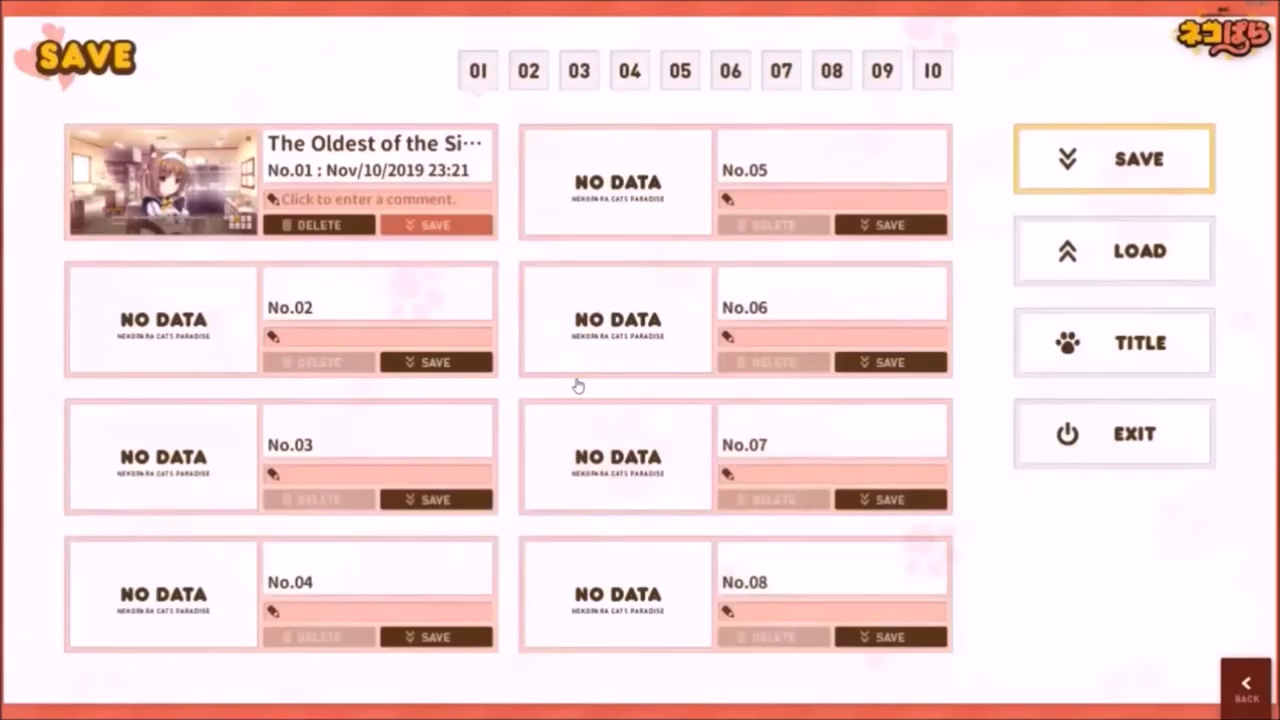 SAVE
ネコぱら
01 02 03 04 05 06 07 08 09 10
The Oldest of the Si…
No.01 : Nov/10/2019 23:21
Click to enter a comment.
DELETE SAVE
NO DATA
NEKOPARA CATS PARADISE
No.02
DELETE SAVE
NO DATA
NEKOPARA CATS PARADISE
No.03
DELETE SAVE
NO DATA
NEKOPARA CATS PARADISE
No.04
DELETE SAVE
NO DATA
NEKOPARA CATS PARADISE
No.05
DELETE SAVE
NO DATA
NEKOPARA CATS PARADISE
No.06
DELETE SAVE
NO DATA
NEKOPARA CATS PARADISE
No.07
DELETE SAVE
NO DATA
NEKOPARA CATS PARADISE
No.08
DELETE SAVE
SAVE
LOAD
TITLE
EXIT
BACK